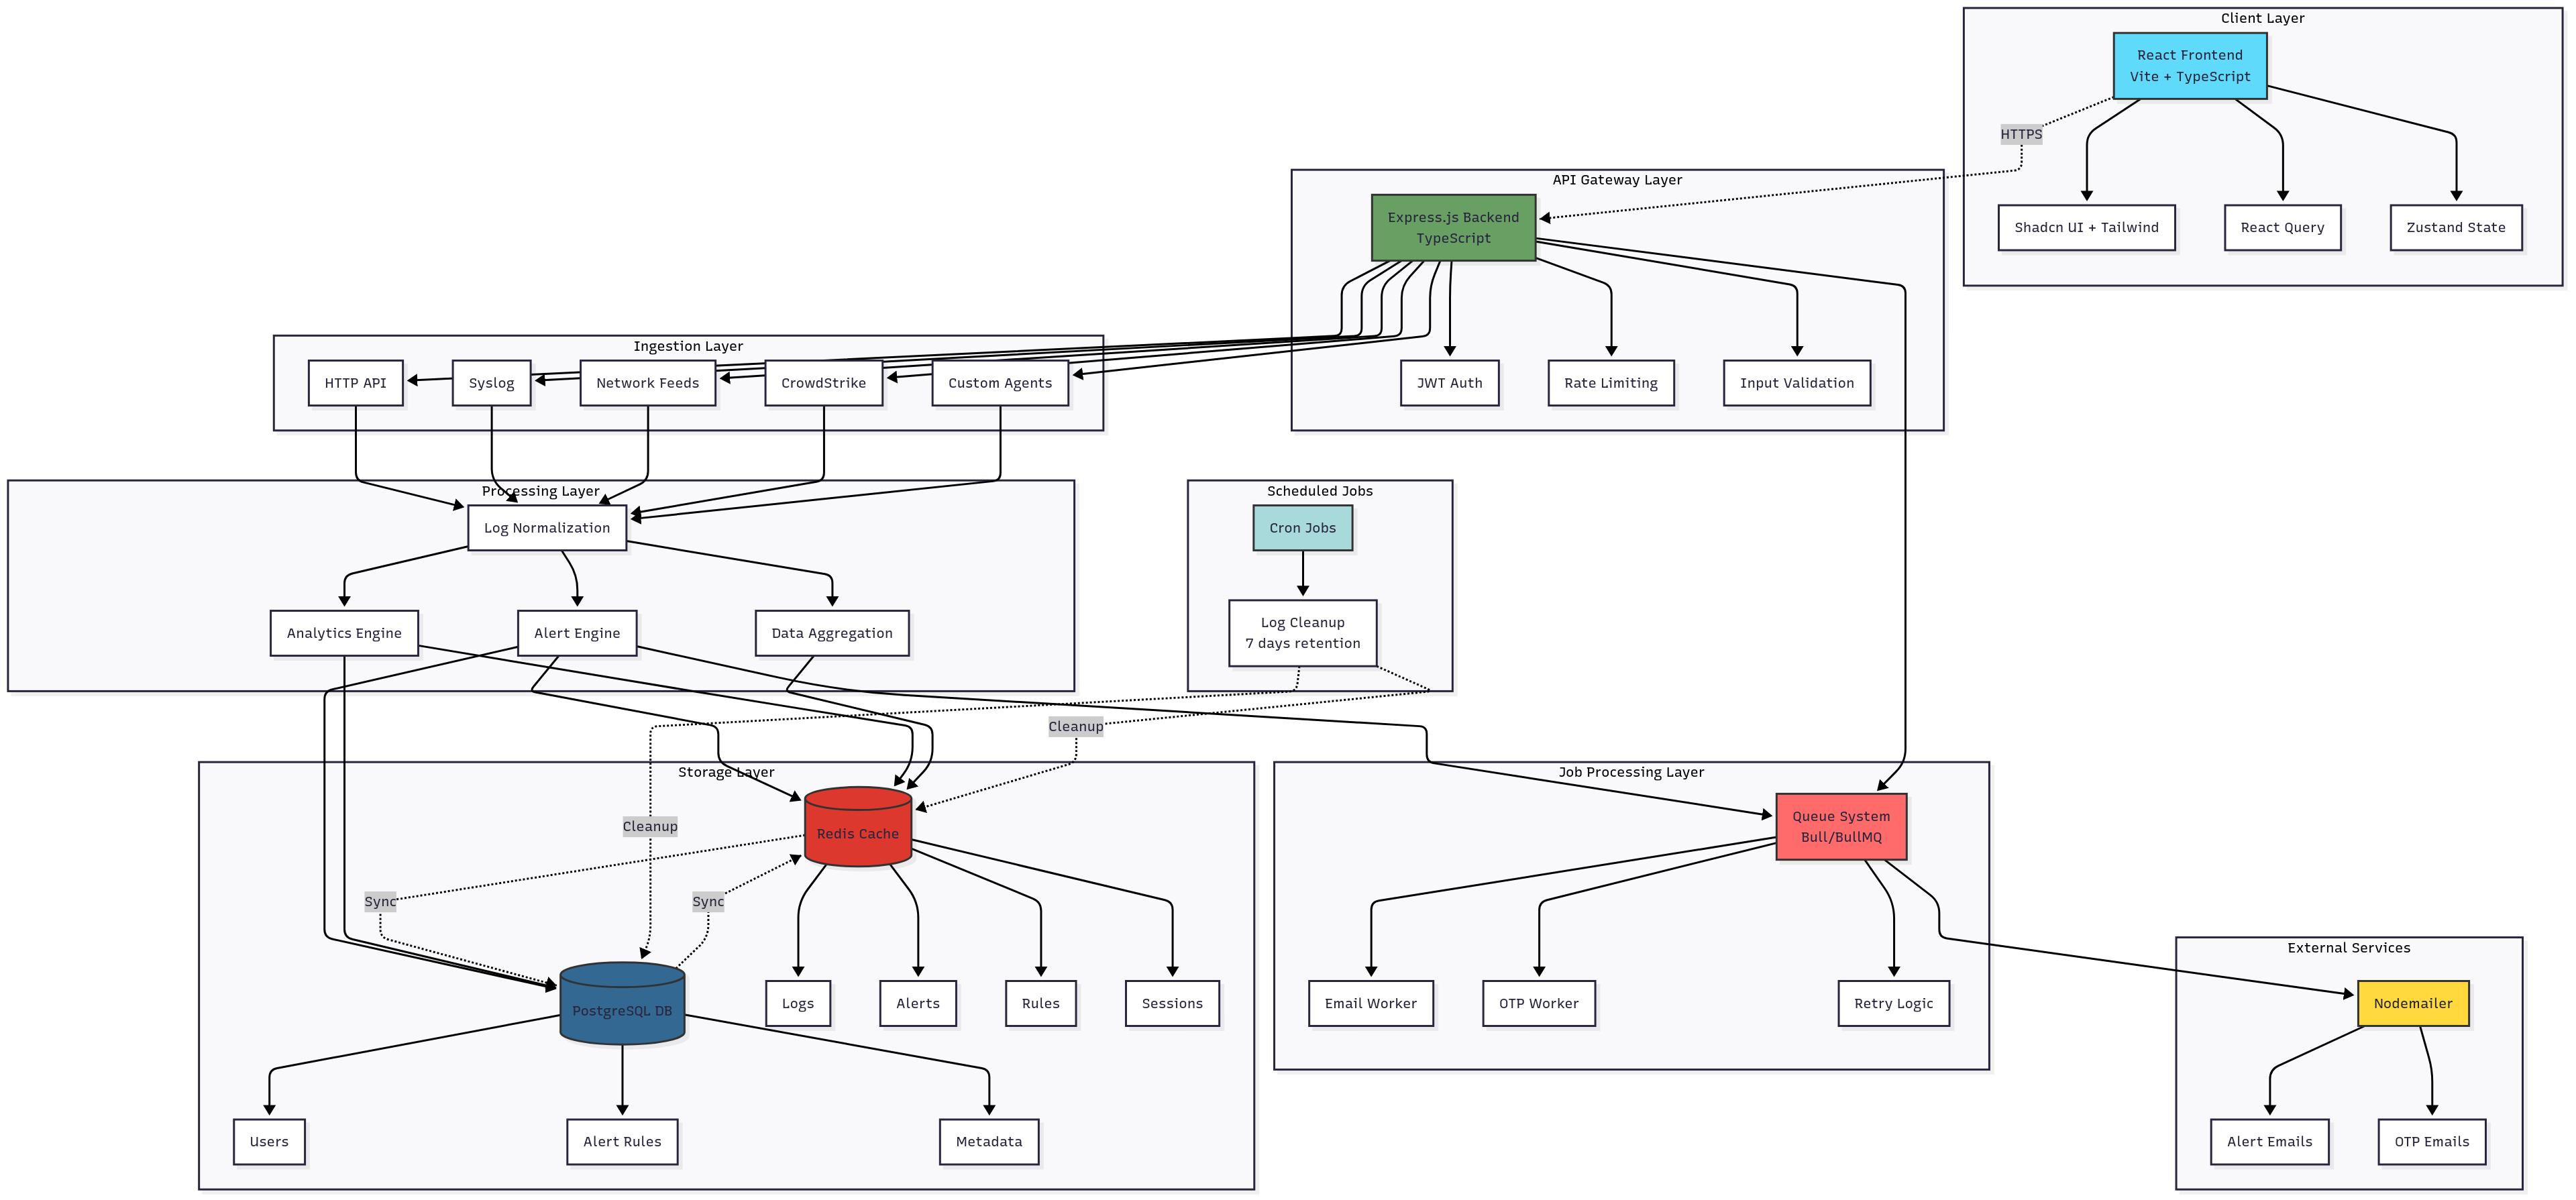 Client Layer
React Frontend
Vite + TypeScript
HTTPS
Shadcn UI + Tailwind
React Query
Zustand State
API Gateway Layer
Express.js Backend
TypeScript
JWT Auth
Rate Limiting
Input Validation
Ingestion Layer
HTTP API
Syslog
Network Feeds
CrowdStrike
Custom Agents
Processing Layer
Log Normalization
Analytics Engine
Alert Engine
Data Aggregation
Scheduled Jobs
Cron Jobs
Log Cleanup
7 days retention
Cleanup
Storage Layer
Cleanup
Redis Cache
Sync
Sync
Logs
Alerts
Rules
Sessions
PostgreSQL DB
Users
Alert Rules
Metadata
Job Processing Layer
Queue System
Bull/BullMQ
Email Worker
OTP Worker
Retry Logic
External Services
Nodemailer
Alert Emails
OTP Emails